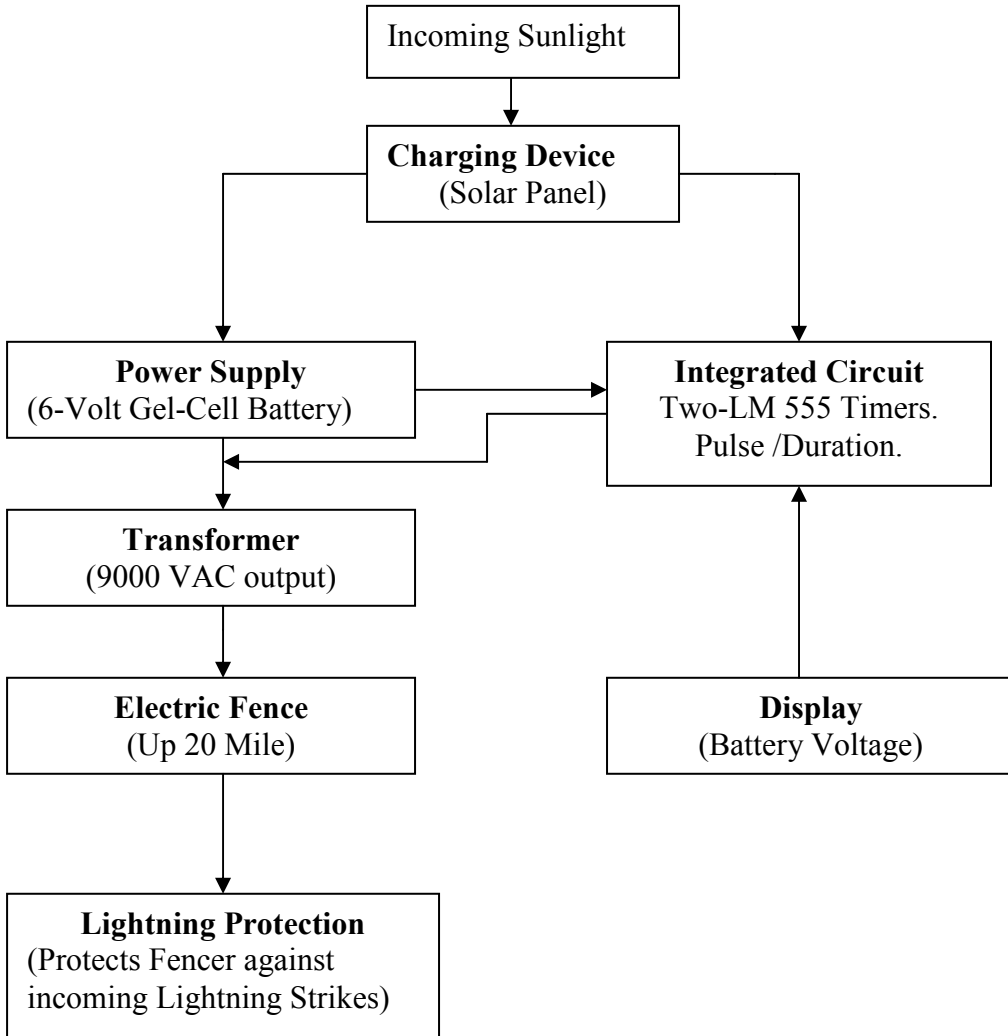 Incoming Sunlight
Charging Device
(Solar Panel)
Power Supply
(6-Volt Gel-Cell Battery)
Integrated Circuit
Two-LM 555 Timers.
Pulse /Duration.
Transformer
(9000 VAC output)
Electric Fence
(Up 20 Mile)
Display
(Battery Voltage)
Lightning Protection
(Protects Fencer against
incoming Lightning Strikes)